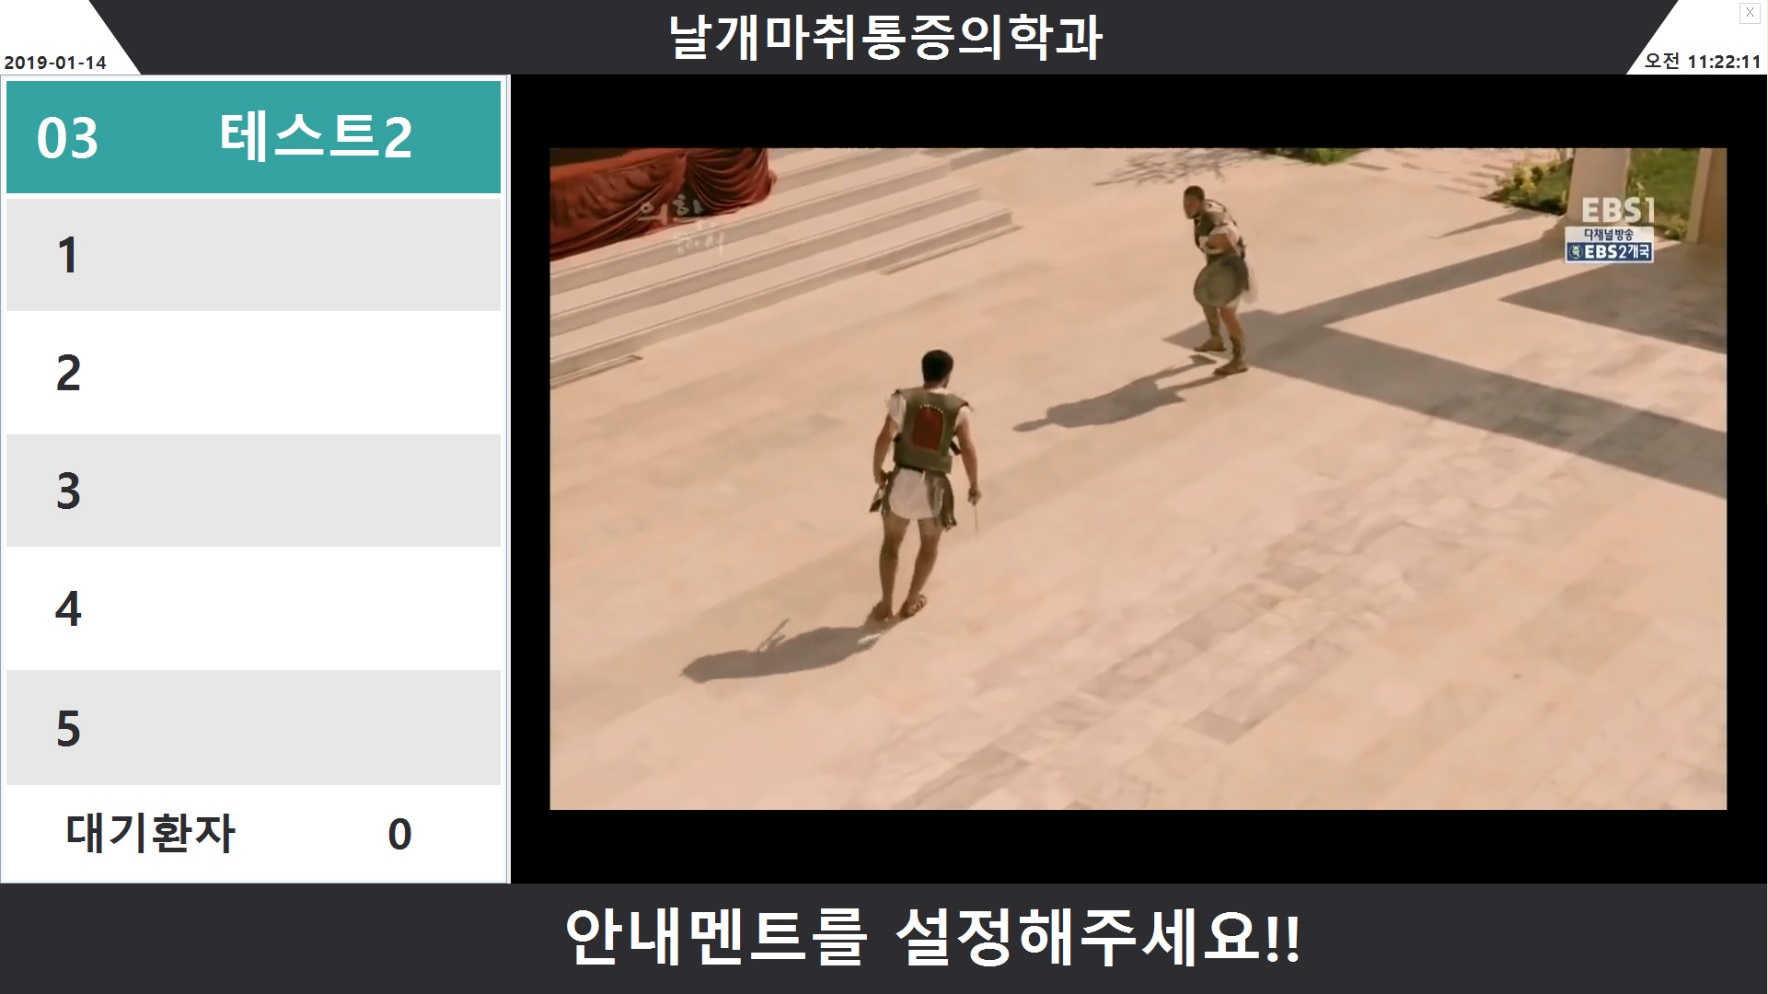 날개마취통증의학과
X
2019-01-14
오전 11:22:11
03 테스트2
1
2
3
4
5
대기환자 0
EBS1
다채널방송
EBS2개국
안내멘트를 설정해주세요!!